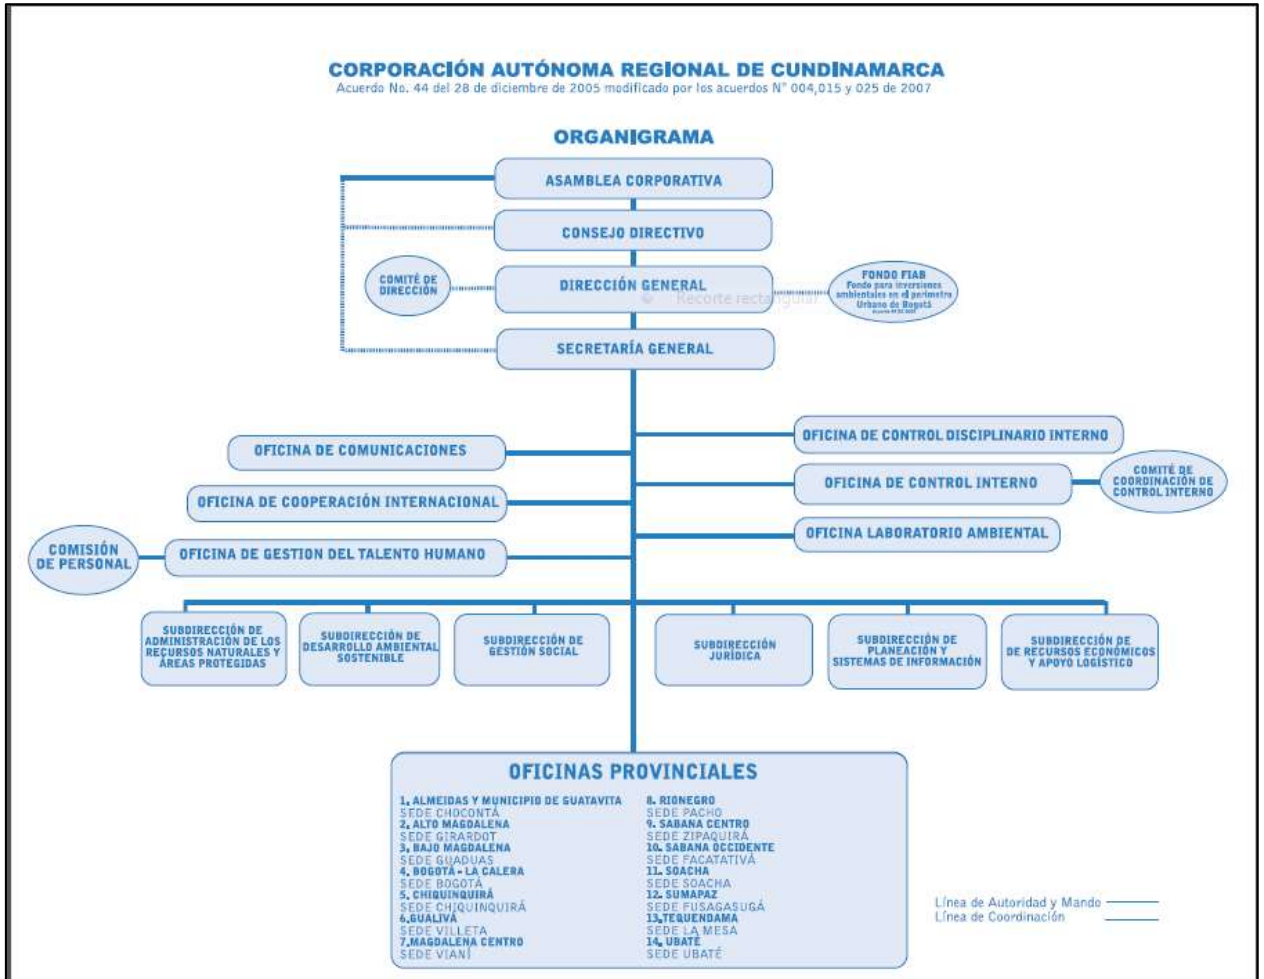 CORPORACIÓN AUTÓNOMA REGIONAL DE CUNDINAMARCA
Acuerdo No. 44 del 28 de diciembre de 2005 modificado por los acuerdos N° 004,015 y 025 de 2007
ORGANIGRAMA
ASAMBLEA CORPORATIVA
CONSEJO DIRECTIVO
COMITÉ DE
DIRECCIÓN
DIRECCIÓN GENERAL
Recorte rectangular
FONDO FIAB
Fondo para inversiones
ambientales en el perímetro
Urbano de Bogotá
SECRETARÍA GENERAL
OFICINA DE COMUNICACIONES
OFICINA DE COOPERACIÓN INTERNACIONAL
COMISIÓN
DE PERSONAL
OFICINA DE GESTION DEL TALENTO HUMANO
OFICINA DE CONTROL DISCIPLINARIO INTERNO
OFICINA DE CONTROL INTERNO
COMITÉ DE
COORDINACIÓN DE
CONTROL INTERNO
OFICINA LABORATORIO AMBIENTAL
SUBDIRECCIÓN DE
ADMINISTRACIÓN DE LOS
RECURSOS NATURALES Y
ÁREAS PROTEGIDAS
SUBDIRECCIÓN DE
DESARROLLO AMBIENTAL
SOSTENIBLE
SUBDIRECCIÓN DE
GESTIÓN SOCIAL
SUBDIRECCIÓN
JURÍDICA
SUBDIRECCIÓN DE
PLANEACIÓN Y
SISTEMAS DE INFORMACIÓN
SUBDIRECCIÓN DE
DE RECURSOS ECONÓMICOS
Y APOYO LOGÍSTICO
OFICINAS PROVINCIALES
1. ALMEIDAS Y MUNICIPIO DE GUATAVITA
SEDE CHOCONTÁ
2. ALTO MAGDALENA
SEDE GIRARDOT
3. BAJO MAGDALENA
SEDE GUADUAS
4. BOGOTÁ - LA CALERA
SEDE BOGOTÁ
5. CHIQUINQUIRÁ
SEDE CHIQUINQUIRÁ
6.GUALIVÁ
SEDE VILLETA
7.MAGDALENA CENTRO
SEDE VIANÍ
8. RIONEGRO
SEDE PACHO
9. SABANA CENTRO
SEDE ZIPAQUIRÁ
10. SABANA OCCIDENTE
SEDE FACATATIVÁ
11. SOACHA
SEDE SOACHA
12. SUMAPAZ
SEDE FUSAGASUGÁ
13.TEQUENDAMA
SEDE LA MESA
14. UBATÉ
SEDE UBATÉ
Línea de Autoridad y Mando
Línea de Coordinación